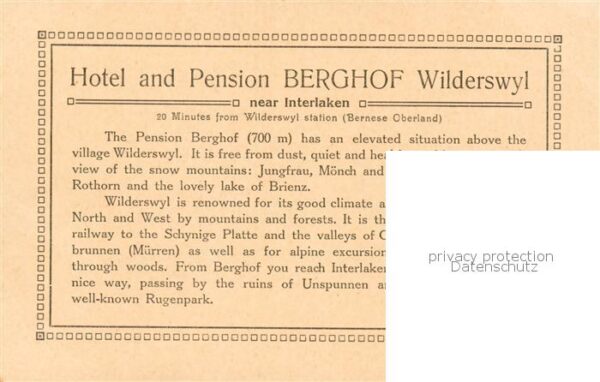 Hotel and Pension BERGHOF Wilderswyl
near Interlaken
20 Minutes from Wilderswyl station (Bernese Oberland)
The Pension Berghof (700 m) has an elevated situation above the
village Wilderswyl. It is free from dust, quiet and
view of the snow mountains: Jungfrau, Mönch and
Rothorn and the lovely lake of Brienz.
Wilderswyl is renowned for its good climate
North and West by mountains and forests. It is
railway to the Schynige Platte and the valleys of
brunnen (Mürren) as well as for alpine
through woods. From Berghof you reach Interlaken
nice way, passing by the ruins of Unspunnen
well-known Rugenpark.
privacy protection
Datenschutz